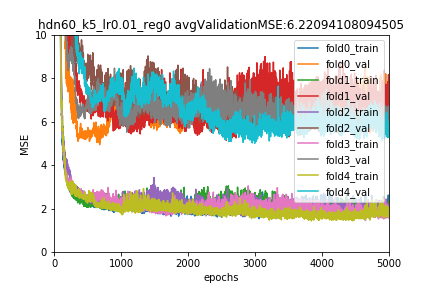 hdn60_k5_lr0.01_reg0 avgValidationMSE:6.22094108094505
10
8
6
4
2
0
MSE
0
1000
2000
3000
4000
5000
epochs
fold0_train
fold0_val
fold1_train
fold1_val
fold2_train
fold2_val
fold3_train
fold3_val
fold4_train
fold4_val